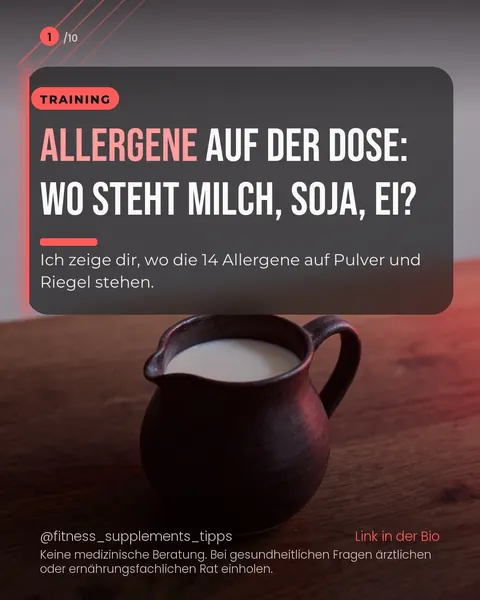 1 /10
TRAINING
ALLERGENE AUF DER DOSE:
WO STEHT MILCH, SOJA, EI?
Ich zeige dir, wo die 14 Allergene auf Pulver und
Riegel stehen.
@fitness_supplements_tipps
Link in der Bio
Keine medizinische Beratung. Bei gesundheitlichen Fragen ärztlichen
oder ernährungsfachlichen Rat einholen.